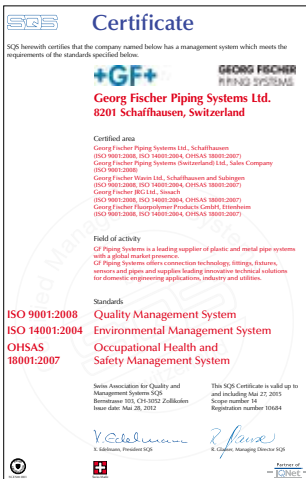 SQS
Certificate
SQS herewith certifies that the company named below has a management system which meets the
requirements of the standards specified below.
+GF+
GEORG FISCHER
PIPING SYSTEMS
Georg Fischer Piping Systems Ltd.
8201 Schaffhausen, Switzerland
Certified area
Georg Fischer Piping Systems Ltd., Schaffhausen
(ISO 9001:2008, ISO 14001:2004, OHSAS 18001:2007)
Georg Fischer Piping Systems (Switzerland) Ltd., Sales Company
(ISO 9001:2008)
Georg Fischer Wavin Ltd., Schaffhausen and Subingen
(ISO 9001:2008, ISO 14001:2004, OHSAS 18001:2007)
Georg Fischer JRG Ltd., Sissach
(ISO 9001:2008, ISO 14001:2004, OHSAS 18001:2007)
Georg Fischer Fluorpolymer Products GmbH, Ettenheim
(ISO 9001:2008, ISO 14001:2004, OHSAS 18001:2007)
Field of activity
GF Piping Systems is a leading supplier of plastic and metal pipe systems
with a global presence.
GF Piping Systems offers connection technology, fittings, fixtures,
sensors and pipes and supplies leading innovative technical solutions
for domestic engineering applications, industry and utilities.
Standards
ISO 9001:2008 Quality Management System
ISO 14001:2004 Environmental Management System
OHSAS Occupational Health and
18001:2007 Safety Management System
Swiss Association for Quality and
Management Systems SQS
Bernstrasse 103, CH-3052 Zollikofen
Issue date: Mai 28, 2012
This SQS Certificate is valid up to
and including Mai 27, 2015
Scope number 14
Registration number 10684
X. Edelmann
R. Glauser
X. Edelmann, President SQS
R. Glauser, Managing Director SQS
Partner of
IQNet